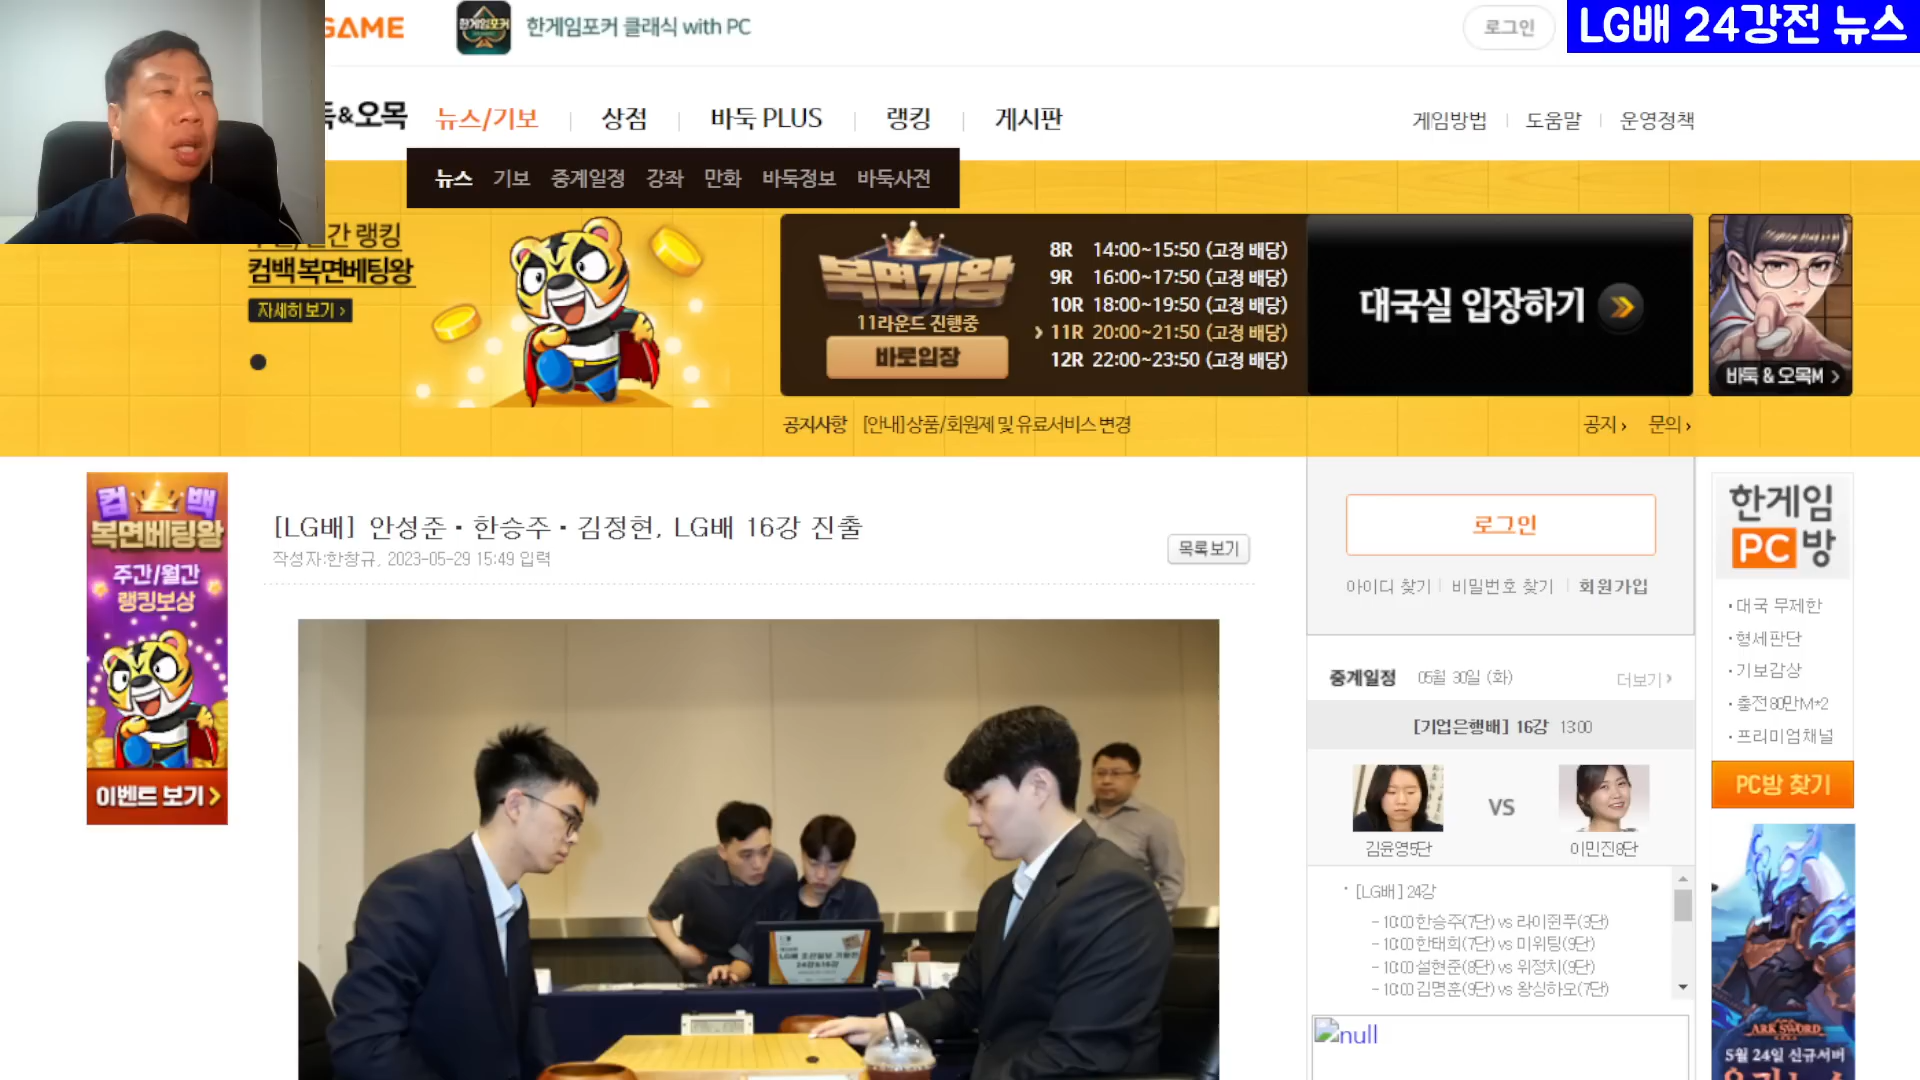 GAME
한게임포커 클래식 with PC
로그인
LG배 24강전 뉴스
&오목
뉴스/기보
상점
바둑 PLUS
랭킹
게시판
게임방법
도움말
운영정책
뉴스 기보 중계일정 강좌 만화 바둑정보 바둑사전
간 랭킹
컴백 복면베팅왕
자세히 보기 ›
복면기왕
11라운드 진행중
바로입장
8R 14:00~15:50 (고정 배당)
9R 16:00~17:50 (고정 배당)
10R 18:00~19:50 (고정 배당)
› 11R 20:00~21:50 (고정 배당)
12R 22:00~23:50 (고정 배당)
대국실 입장하기
바둑 & 오목M ›
공지사항 [안내]상품/회원제 및 유료서비스 변경
공지 ›
문의 ›
컴백
복면베팅왕
주간/월간
랭킹보상
이벤트 보기 >
[LG배] 안성준·한승주·김정현, LG배 16강 진출
작성자:한창규, 2023-05-29 15:49 입력
목록보기
로그인
아이디 찾기
비밀번호 찾기
회원가입
중계일정 05월 30일 (화)
더보기 ›
[기업은행배] 16강 13:00
VS
김윤영5단
이민진8단
· [LG배] 24강
- 10:00 한승주(7단) vs 라이쥔푸(3단)
- 10:00 한태희(7단) vs 미위팅(9단)
- 10:00 설현준(8단) vs 위정치(9단)
- 10:00 김명훈(9단) vs 왕싱하오(7단)
null
한게임
PC방
· 대국 무제한
· 형세판단
· 기보감상
· 충전80만M*2
· 프리미엄채널
PC방 찾기
ARK SWORD
5월 24일 신규서버